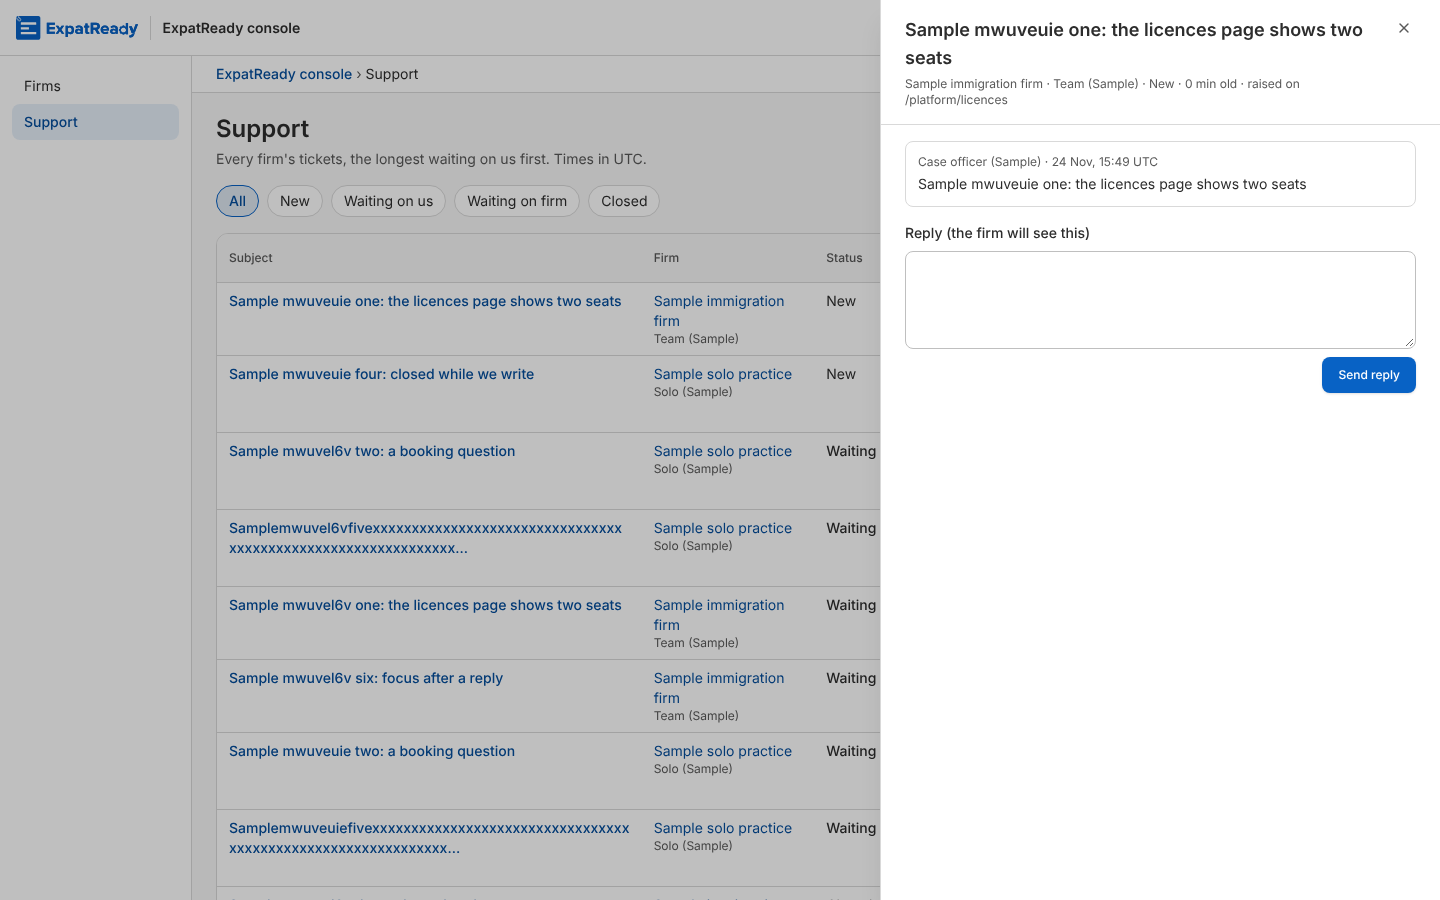 ExpatReady
ExpatReady console
Firms
Support
ExpatReady console › Support
Support
Every firm's tickets, the longest waiting on us first. Times in UTC.
All
New
Waiting on us
Waiting on firm
Closed
Subject
Firm
Status
Sample mwuveuie one: the licences page shows two seats
Sample immigration
firm
Team (Sample)
New
Sample mwuveuie four: closed while we write
Sample solo practice
Solo (Sample)
New
Sample mwuvel6v two: a booking question
Sample solo practice
Solo (Sample)
Waiting
Samplemwuvel6vfivexxxxxxxxxxxxxxxxxxxxxxxxxxxxxxxx
xxxxxxxxxxxxxxxxxxxxxxxxxxxxx...
Sample solo practice
Solo (Sample)
Waiting
Sample mwuvel6v one: the licences page shows two seats
Sample immigration
firm
Team (Sample)
Waiting
Sample mwuvel6v six: focus after a reply
Sample immigration
firm
Team (Sample)
Waiting
Sample mwuveuie two: a booking question
Sample solo practice
Solo (Sample)
Waiting
Samplemwuveuiefivexxxxxxxxxxxxxxxxxxxxxxxxxxxxxxxxx
xxxxxxxxxxxxxxxxxxxxxxxxxxxx...
Sample solo practice
Solo (Sample)
Waiting
Sample mwuveuie one: the licences page shows two
seats
Sample immigration firm · Team (Sample) · New · 0 min old · raised on
/platform/licences
Case officer (Sample) · 24 Nov, 15:49 UTC
Sample mwuveuie one: the licences page shows two seats
Reply (the firm will see this)
Send reply